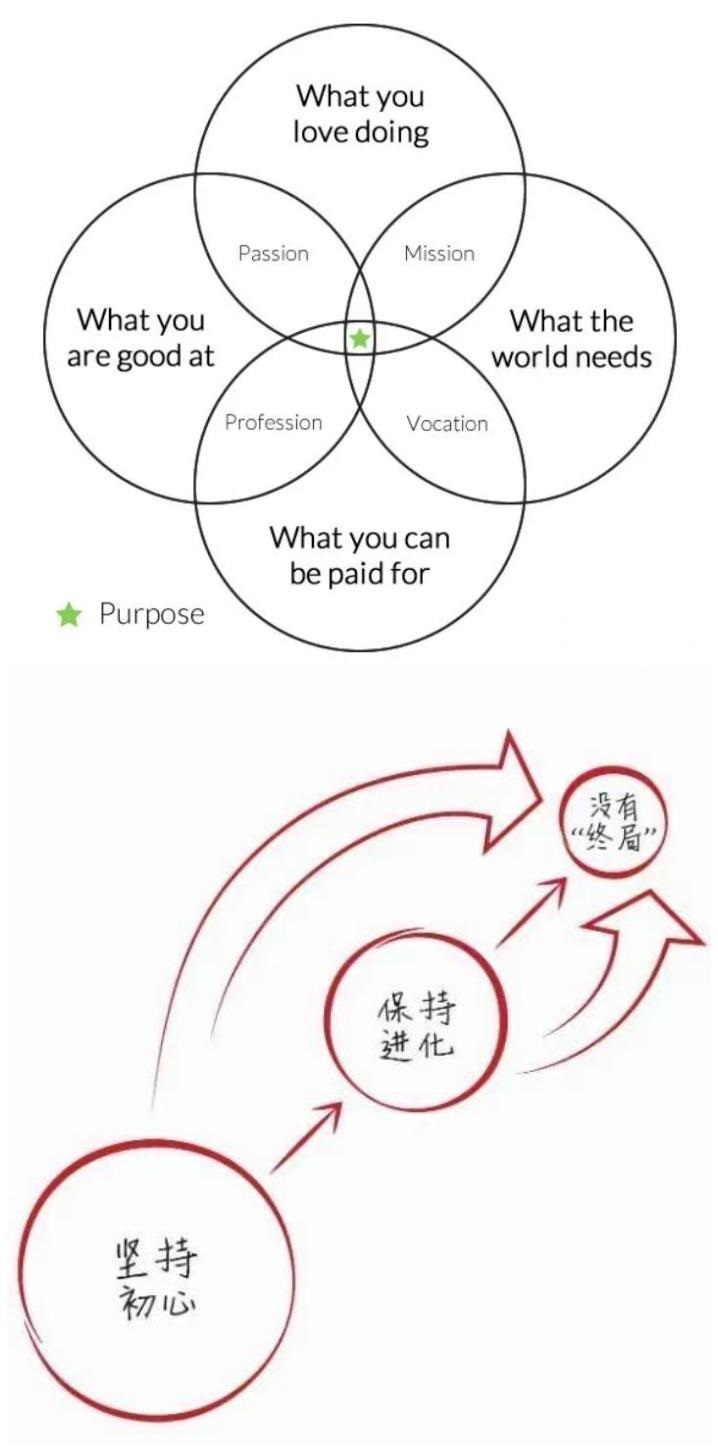 What you
love doing
Passion
Mission
What you
are good at
What the
world needs
Profession
Vocation
What you can
be paid for
Purpose
没有
“终局”
保持
进化
坚持
初心